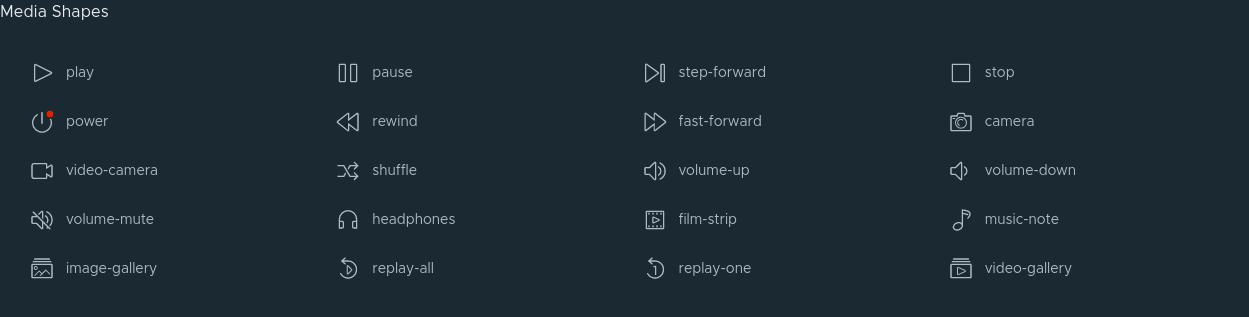 Media Shapes
play pause step-forward stop
power rewind fast-forward camera
video-camera shuffle volume-up volume-down
volume-mute headphones film-strip music-note
image-gallery replay-all replay-one video-gallery